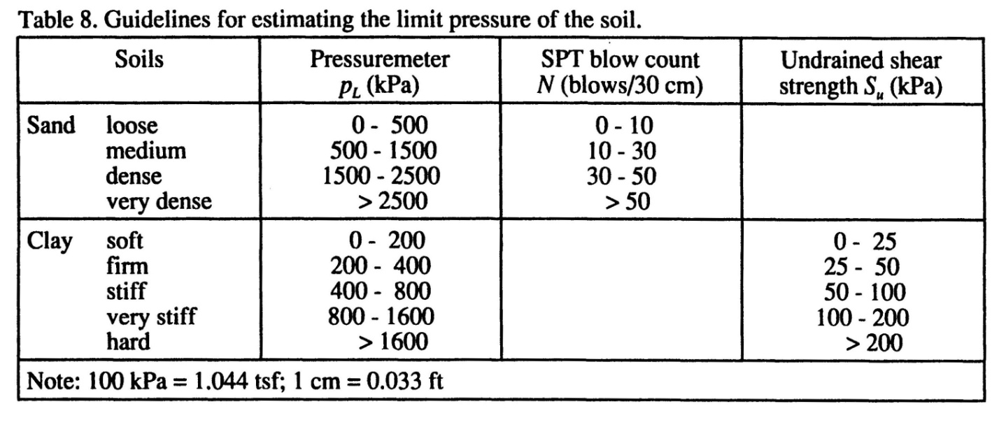 Table 8. Guidelines for estimating the limit pressure of the soil.
Soils Pressuremeter SPT blow count Undrained shear
p_L (kPa) N (blows/30 cm) strength S_u (kPa)
Sand loose 0 - 500 0 - 10
medium 500 - 1500 10 - 30
dense 1500 - 2500 30 - 50
very dense > 2500 > 50
Clay soft 0 - 200 0 - 25
firm 200 - 400 25 - 50
stiff 400 - 800 50 - 100
very stiff 800 - 1600 100 - 200
hard > 1600 > 200
Note: 100 kPa = 1.044 tsf; 1 cm = 0.033 ft